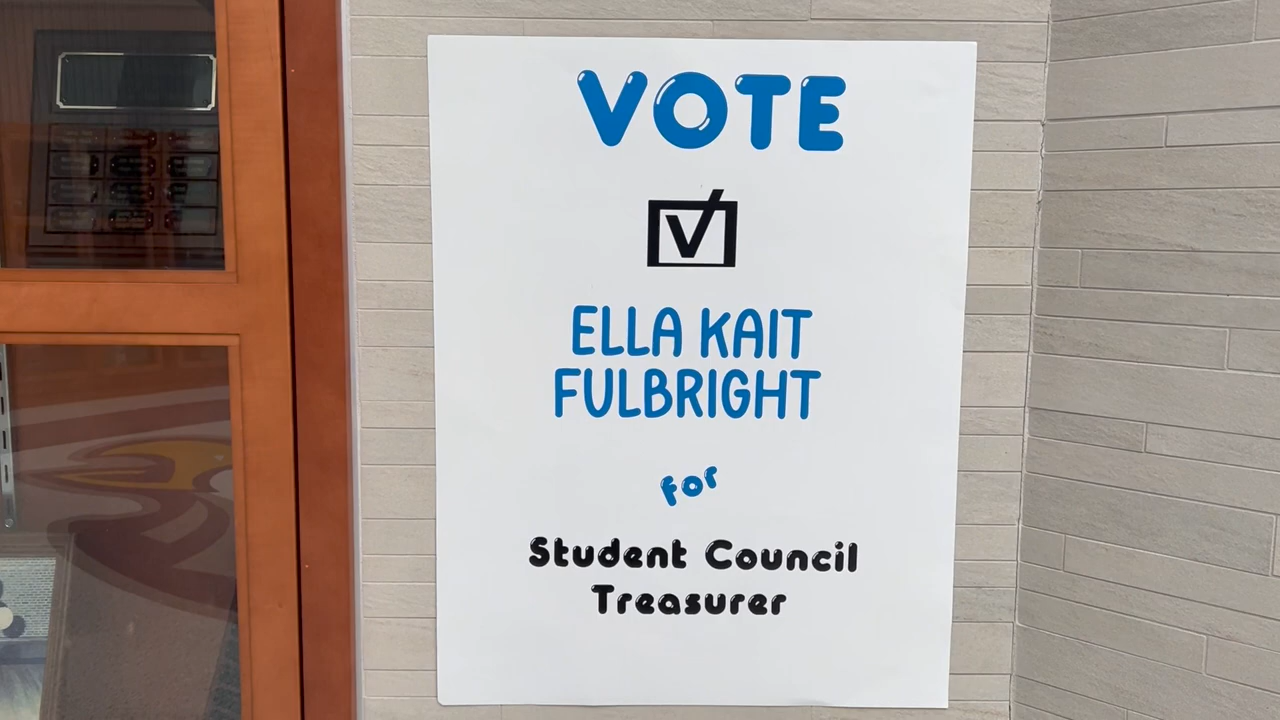 VOTE
ELLA KAIT
FULBRIGHT
for
Student Council
Treasurer